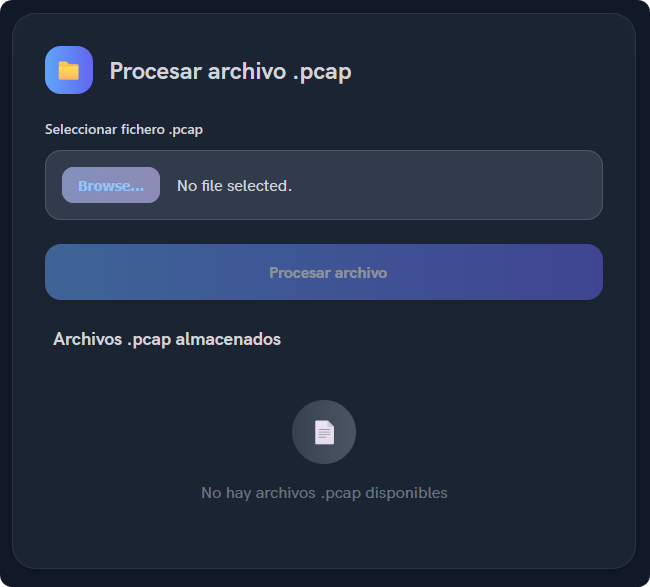 Procesar archivo .pcap
Seleccionar fichero .pcap
Browse... No file selected.
Procesar archivo
Archivos .pcap almacenados
No hay archivos .pcap disponibles